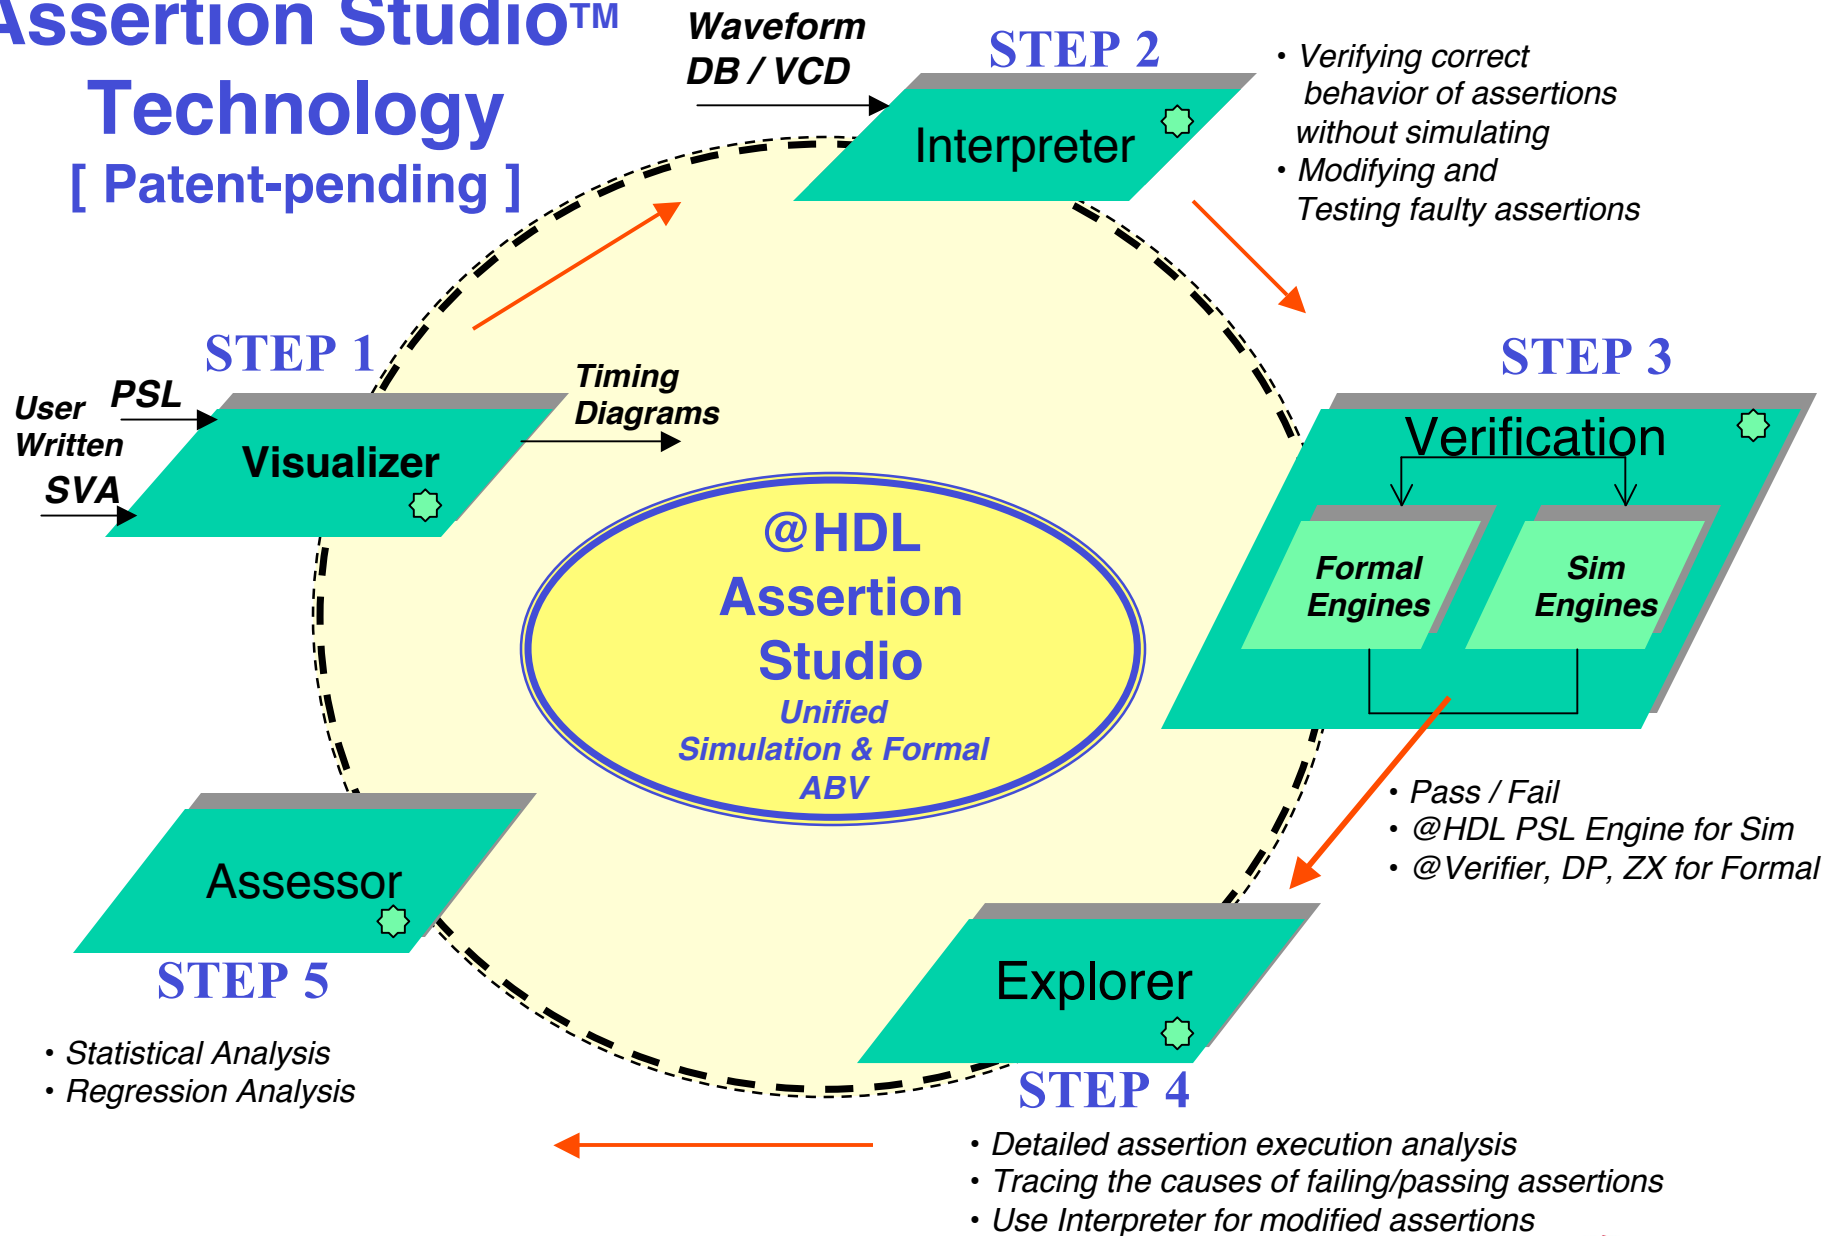 Assertion Studio™
Technology
[ Patent-pending ]
Waveform
DB / VCD
STEP 2
Interpreter
• Verifying correct
behavior of assertions
without simulating
• Modifying and
Testing faulty assertions
STEP 1
User
Written
PSL
SVA
Visualizer
Timing
Diagrams
STEP 3
Verification
Formal
Engines
Sim
Engines
@HDL
Assertion
Studio
Unified
Simulation & Formal
ABV
• Pass / Fail
• @HDL PSL Engine for Sim
• @Verifier, DP, ZX for Formal
Assessor
STEP 5
• Statistical Analysis
• Regression Analysis
Explorer
STEP 4
• Detailed assertion execution analysis
• Tracing the causes of failing/passing assertions
• Use Interpreter for modified assertions